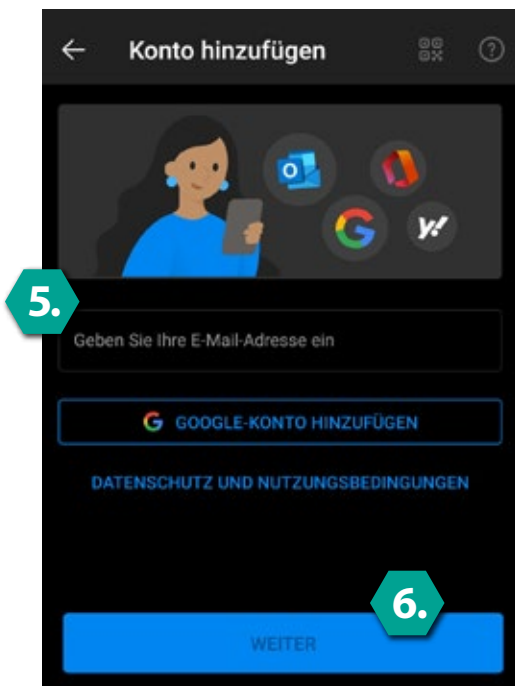 Konto hinzufügen
5.
Geben Sie Ihre E-Mail-Adresse ein
GOOGLE-KONTO HINZUFÜGEN
DATENSCHUTZ UND NUTZUNGSBEDINGUNGEN
6.
WEITER